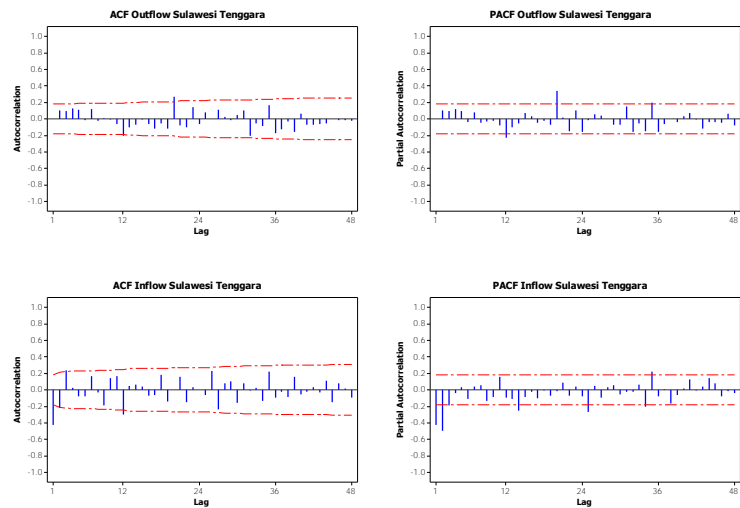 ACF Outflow Sulawesi Tenggara
Autocorrelation
1.0
0.8
0.6
0.4
0.2
0.0
-0.2
-0.4
-0.6
-0.8
-1.0
1 12 24 36 48
Lag
PACF Outflow Sulawesi Tenggara
Partial Autocorrelation
1.0
0.8
0.6
0.4
0.2
0.0
-0.2
-0.4
-0.6
-0.8
-1.0
1 12 24 36 48
Lag
ACF Inflow Sulawesi Tenggara
Autocorrelation
1.0
0.8
0.6
0.4
0.2
0.0
-0.2
-0.4
-0.6
-0.8
-1.0
1 12 24 36 48
Lag
PACF Inflow Sulawesi Tenggara
Partial Autocorrelation
1.0
0.8
0.6
0.4
0.2
0.0
-0.2
-0.4
-0.6
-0.8
-1.0
1 12 24 36 48
Lag